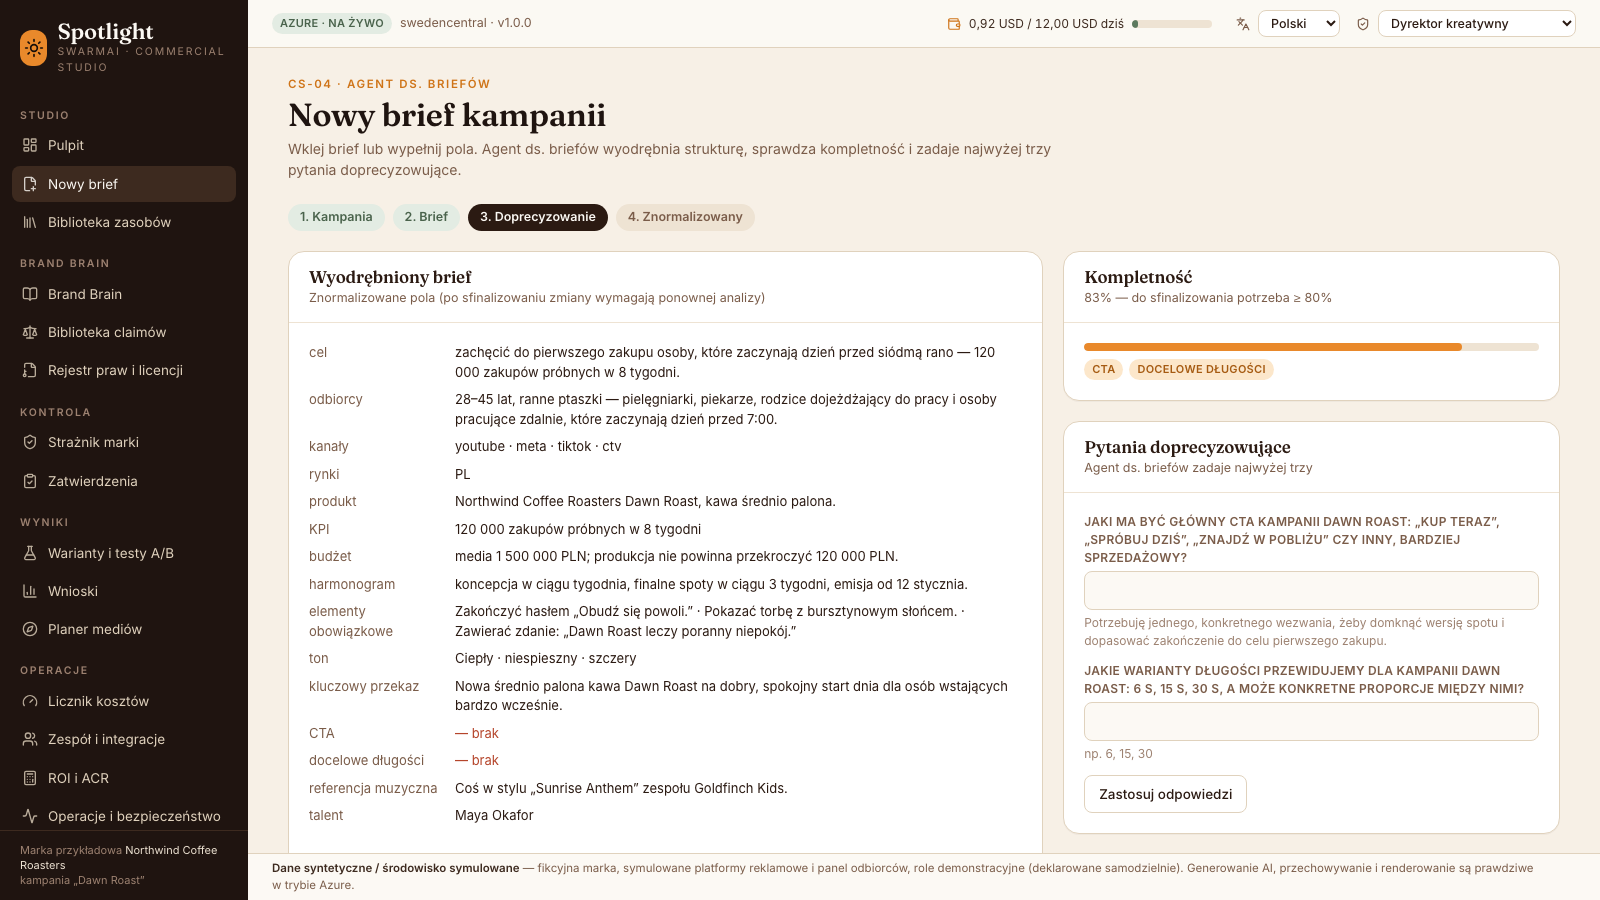 Spotlight
SWARMAI · COMMERCIAL
STUDIO
STUDIO
Pulpit
Nowy brief
Biblioteka zasobów
BRAND BRAIN
Brand Brain
Biblioteka claimów
Rejestr praw i licencji
KONTROLA
Strażnik marki
Zatwierdzenia
WYNIKI
Warianty i testy A/B
Wnioski
Planer mediów
OPERACJE
Licznik kosztów
Zespół i integracje
ROI i ACR
Operacje i bezpieczeństwo
Marka przykładowa Northwind Coffee
Roasters
kampania „Dawn Roast”
AZURE · NA ŻYWO
swedencentral · v1.0.0
0,92 USD / 12,00 USD dziś
Polski
Dyrektor kreatywny
CS-04 · AGENT DS. BRIEFÓW
Nowy brief kampanii
Wklej brief lub wypełnij pola. Agent ds. briefów wyodrębnia strukturę, sprawdza kompletność i zadaje najwyżej trzy
pytania doprecyzowujące.
1. Kampania
2. Brief
3. Doprecyzowanie
4. Znormalizowany
Wyodrębniony brief
Znormalizowane pola (po sfinalizowaniu zmiany wymagają ponownej analizy)
cel
zachęcić do pierwszego zakupu osoby, które zaczynają dzień przed siódmą rano — 120
000 zakupów próbnych w 8 tygodni.
odbiorcy
28–45 lat, ranne ptaszki — pielęgniarki, piekarze, rodzice dojeżdżający do pracy i osoby
pracujące zdalnie, które zaczynają dzień przed 7:00.
kanały
youtube · meta · tiktok · ctv
rynki
PL
produkt
Northwind Coffee Roasters Dawn Roast, kawa średnio palona.
KPI
120 000 zakupów próbnych w 8 tygodni
budżet
media 1 500 000 PLN; produkcja nie powinna przekroczyć 120 000 PLN.
harmonogram
koncepcja w ciągu tygodnia, finalne spoty w ciągu 3 tygodni, emisja od 12 stycznia.
elementy
obowiązkowe
Zakończyć hasłem „Obudź się powoli.” · Pokazać torbę z bursztynowym słońcem. ·
Zawierać zdanie: „Dawn Roast leczy poranny niepokój.”
ton
Ciepły · niespieszny · szczery
kluczowy przekaz
Nowa średnio palona kawa Dawn Roast na dobry, spokojny start dnia dla osób wstających
bardzo wcześnie.
CTA
— brak
docelowe długości
— brak
referencja muzyczna
Coś w stylu „Sunrise Anthem” zespołu Goldfinch Kids.
talent
Maya Okafor
Kompletność
83% — do sfinalizowania potrzeba ≥ 80%
CTA
DOCELOWE DŁUGOŚCI
Pytania doprecyzowujące
Agent ds. briefów zadaje najwyżej trzy
JAKI MA BYĆ GŁÓWNY CTA KAMPANII DAWN ROAST: „KUP TERAZ”,
„SPRÓBUJ DZIŚ”, „ZNAJDŹ W POBLIŻU” CZY INNY, BARDZIEJ
SPRZEDAŻOWY?
Potrzebuję jednego, konkretnego wezwania, żeby domknąć wersję spotu i
dopasować zakończenie do celu pierwszego zakupu.
JAKIE WARIANTY DŁUGOŚCI PRZEWIDUJEMY DLA KAMPANII DAWN
ROAST: 6 S, 15 S, 30 S, A MOŻE KONKRETNE PROPORCJE MIĘDZY NIMI?
np. 6, 15, 30
Zastosuj odpowiedzi
Dane syntetyczne / środowisko symulowane — fikcyjna marka, symulowane platformy reklamowe i panel odbiorców, role demonstracyjne (deklarowane samodzielnie). Generowanie AI, przechowywanie i renderowanie są prawdziwe
w trybie Azure.